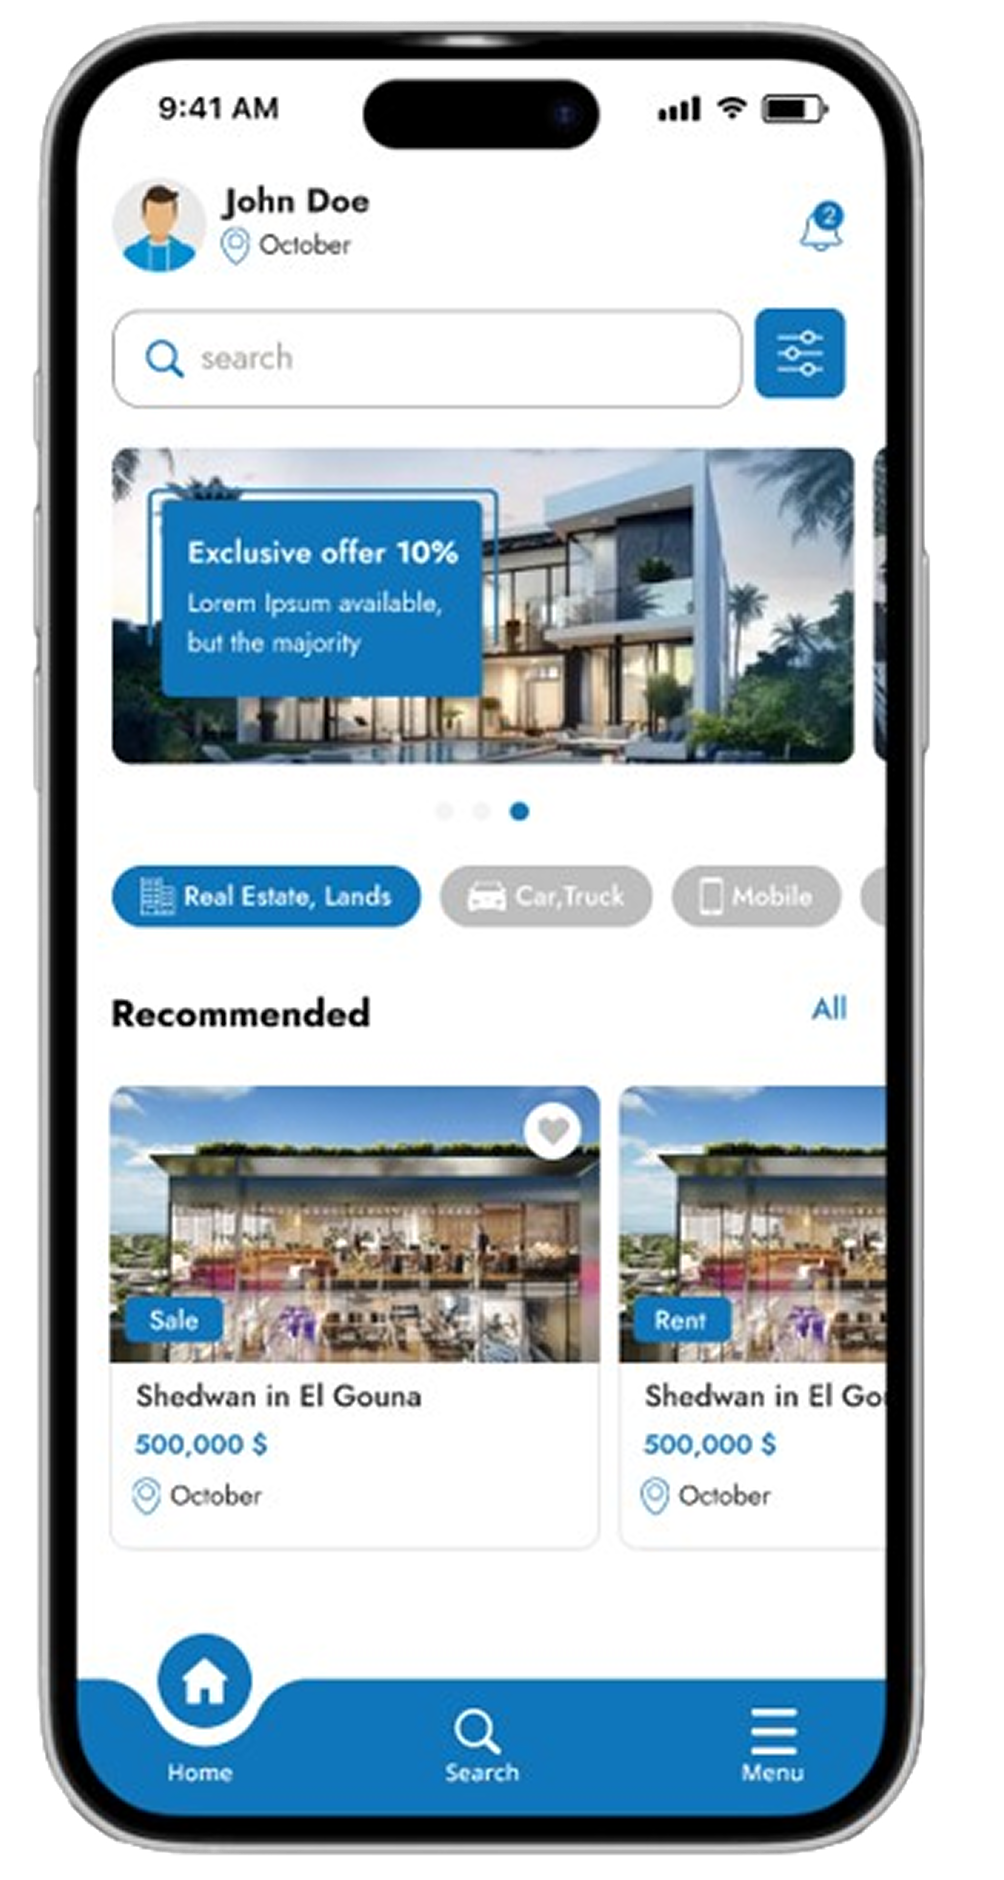 9:41 AM
John Doe
2
October
search
Exclusive offer 10%
Lorem Ipsum available,
but the majority
Real Estate, Lands
Car,Truck
Mobile
Recommended
All
Sale
Rent
Shedwan in El Gouna
Shedwan in El Go
500,000 $
500,000 $
October
October
Home
Search
Menu